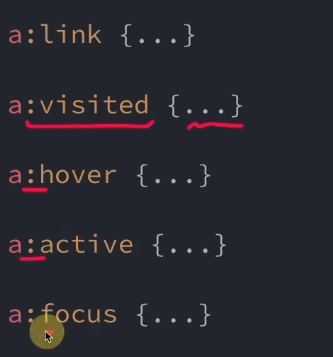 a:link {...}
a:visited {...}
a:hover {...}
a:active {...}
a:focus {...}